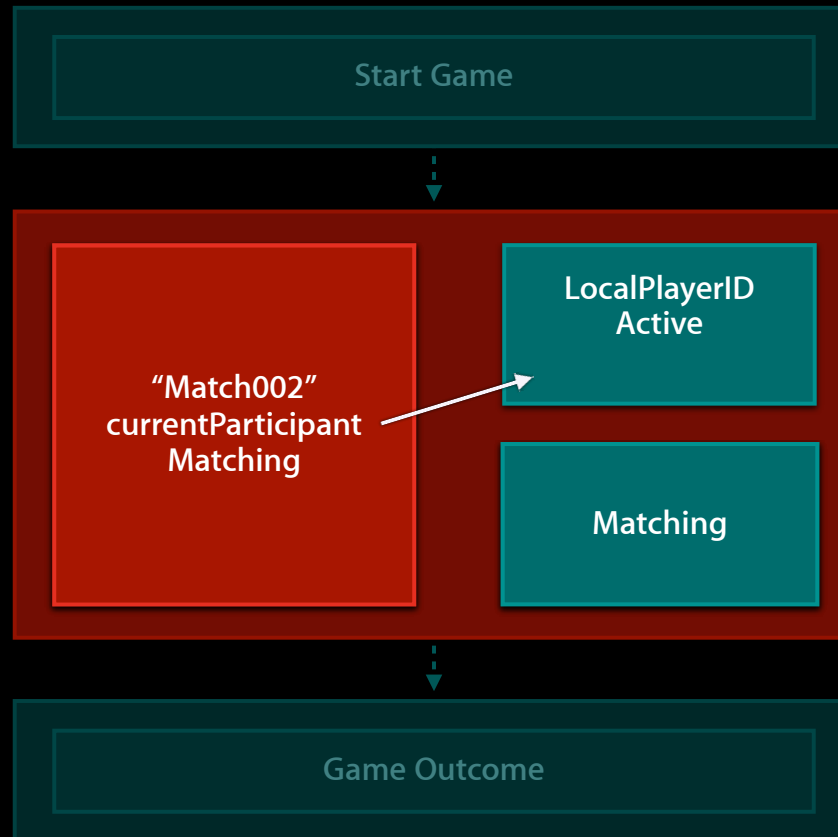 Start Game
“Match002”
currentParticipant
Matching
LocalPlayerID
Active
Matching
Game Outcome